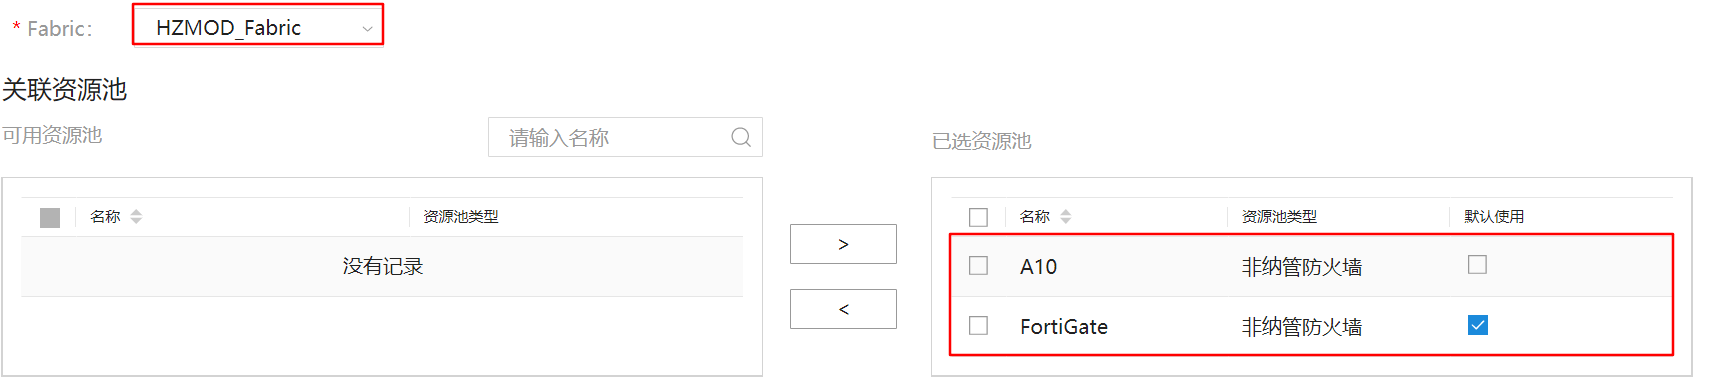 * Fabric: HZMOD_Fabric
关联资源池
可用资源池
请输入名称
名称 资源池类型
没有记录
>
<
已选资源池
名称 资源池类型 默认使用
A10 非纳管防火墙
FortiGate 非纳管防火墙